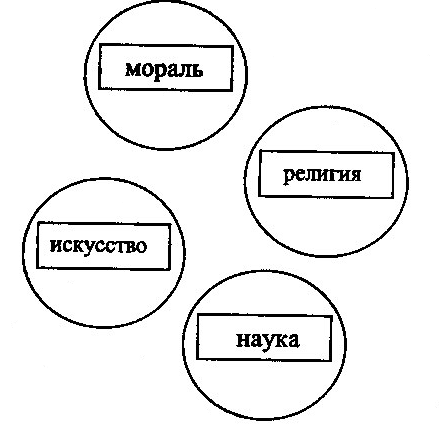 мораль
религия
искусство
наука